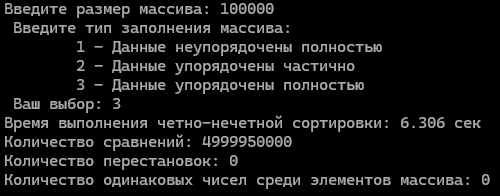 Введите размер массива: 100000
Введите тип заполнения массива:
1 – Данные неупорядочены полностью
2 – Данные упорядочены частично
3 – Данные упорядочены полностью
Ваш выбор: 3
Время выполнения четно-нечетной сортировки: 6.306 сек
Количество сравнений: 4999950000
Количество перестановок: 0
Количество одинаковых чисел среди элементов массива: 0